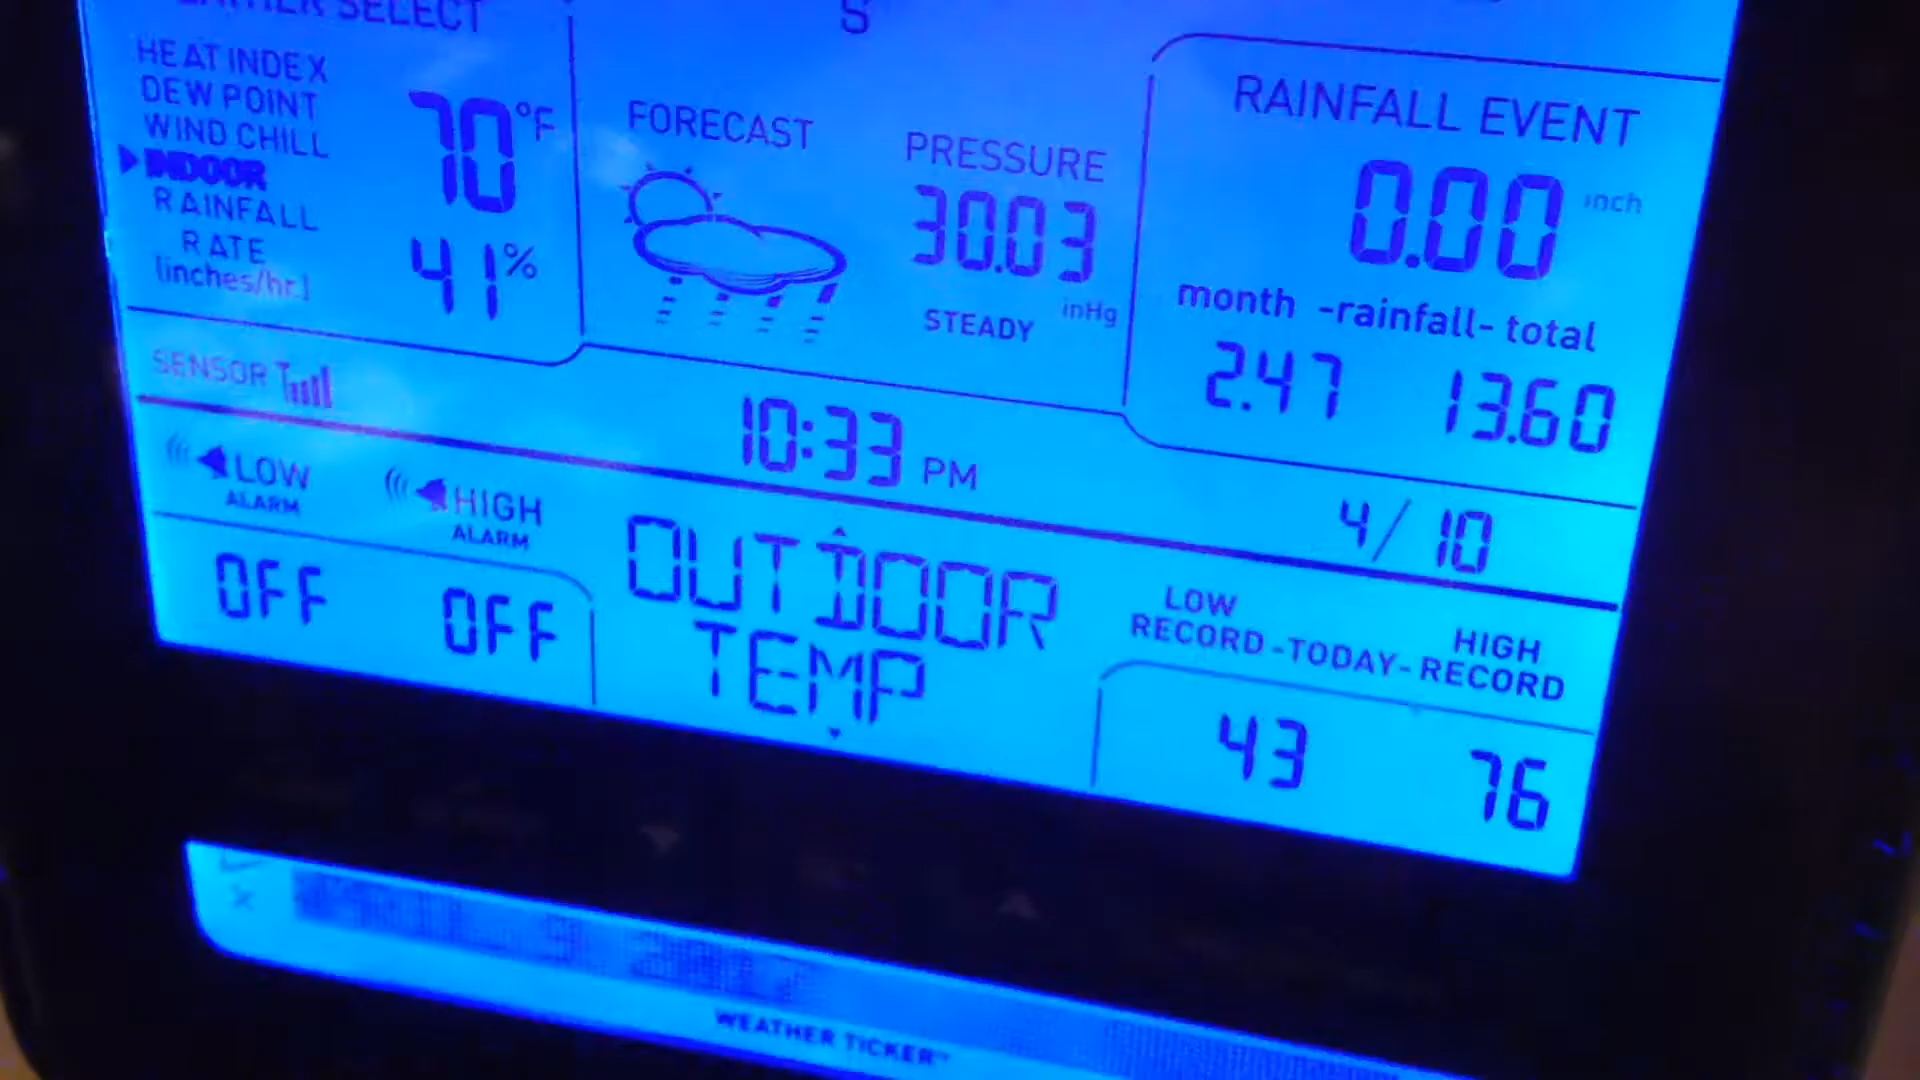 SELECT
S
HEAT INDEX
DEW POINT
WIND CHILL
INDOOR
RAINFALL
RATE
(inches/hr.)
70°F
41%
FORECAST
PRESSURE
30.03
inHg
STEADY
RAINFALL EVENT
0.00 inch
month -rainfall- total
2.47 13.60
SENSOR
10:33 PM
4/10
LOW
ALARM
HIGH
ALARM
OFF OFF
OUTDOOR
TEMP
LOW
RECORD -TODAY- HIGH
RECORD
43 76
WEATHER TICKER™